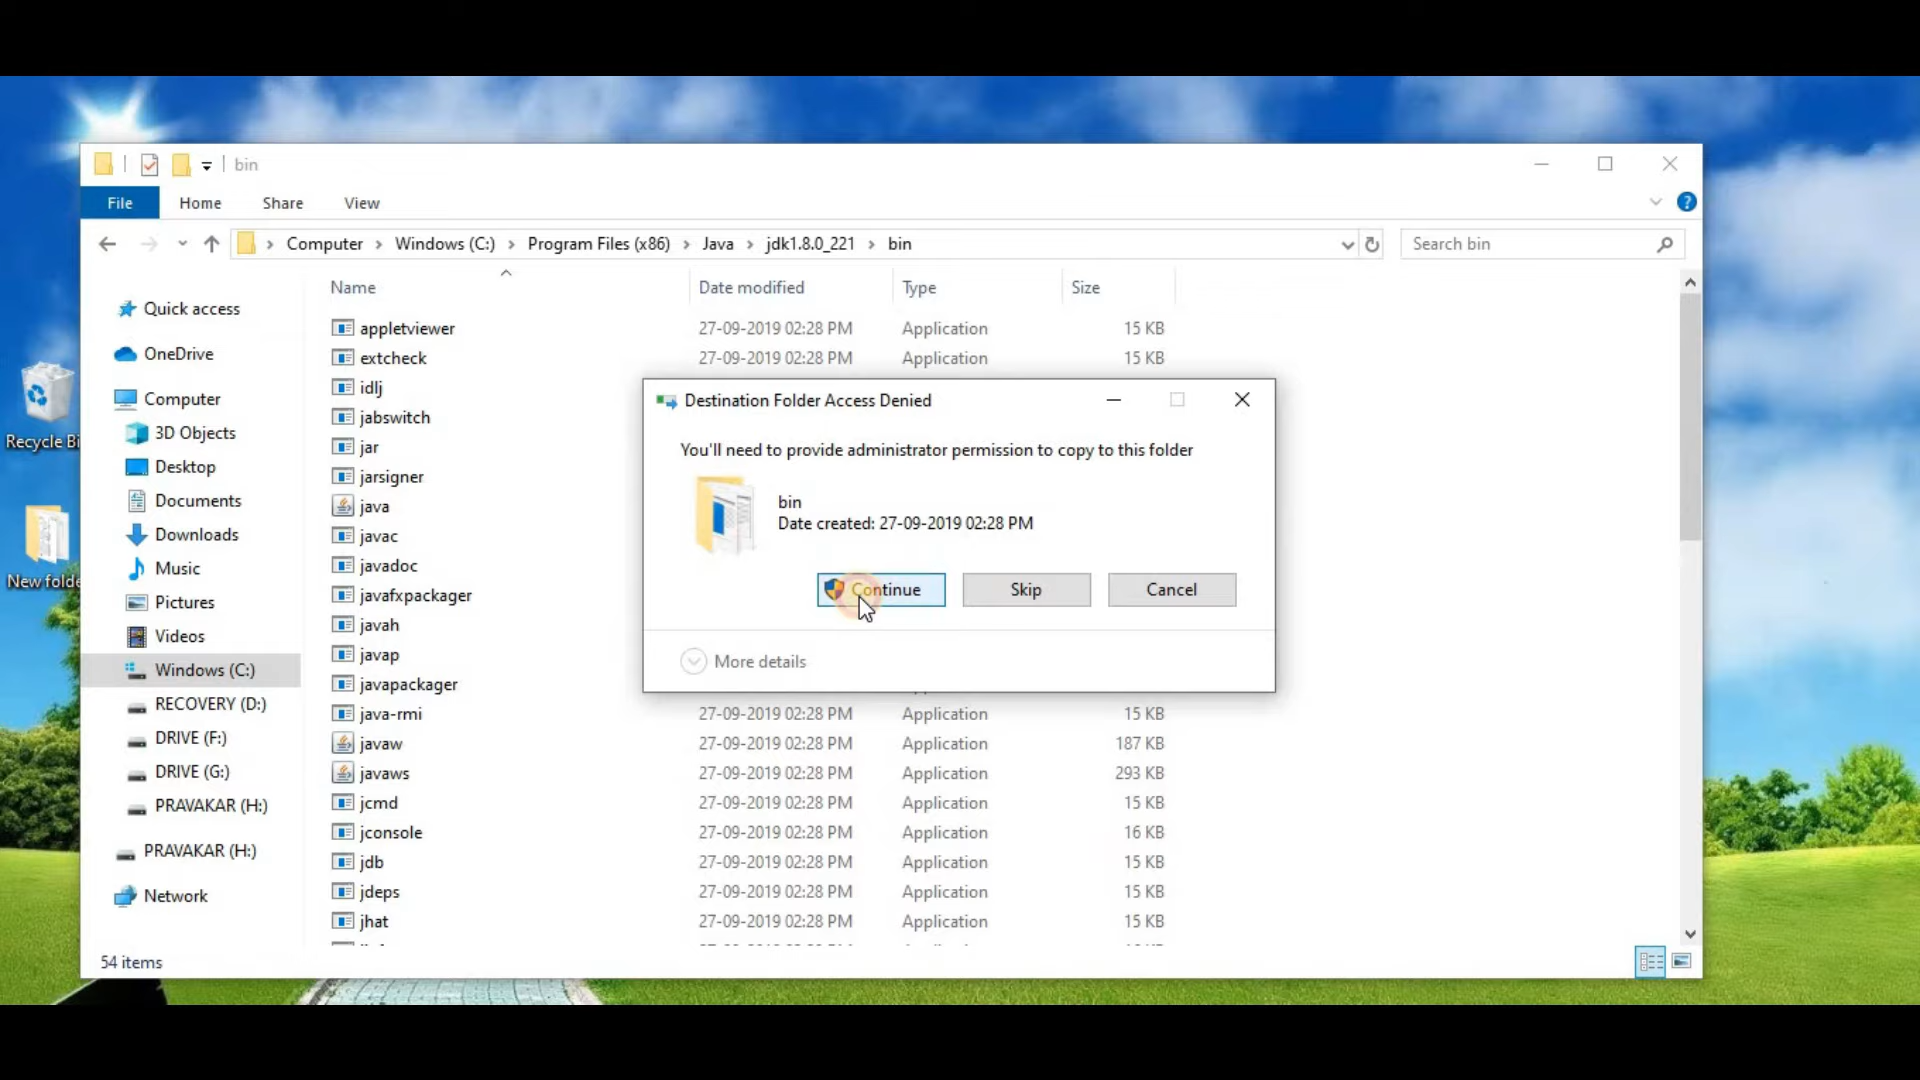 bin
File Home Share View
Computer Windows (C:) Program Files (x86) Java jdk1.8.0_221 bin
Search bin
Name Date modified Type Size
Quick access
OneDrive
Computer
3D Objects
Desktop
Documents
Downloads
Music
Pictures
Videos
Windows (C:)
RECOVERY (D:)
DRIVE (F:)
DRIVE (G:)
PRAVAKAR (H:)
PRAVAKAR (H:)
Network
appletviewer 27-09-2019 02:28 PM Application 15 KB
extcheck 27-09-2019 02:28 PM Application 15 KB
idlj
jabswitch
jar
jarsigner
java
javac
javadoc
javafxpackager
javah
javap
javapackager
java-rmi 27-09-2019 02:28 PM Application 15 KB
javaw 27-09-2019 02:28 PM Application 187 KB
javaws 27-09-2019 02:28 PM Application 293 KB
jcmd 27-09-2019 02:28 PM Application 15 KB
jconsole 27-09-2019 02:28 PM Application 16 KB
jdb 27-09-2019 02:28 PM Application 15 KB
jdeps 27-09-2019 02:28 PM Application 15 KB
jhat 27-09-2019 02:28 PM Application 15 KB
54 items
Destination Folder Access Denied
You'll need to provide administrator permission to copy to this folder
bin
Date created: 27-09-2019 02:28 PM
Continue Skip Cancel
More details
Recycle Bi
New folde